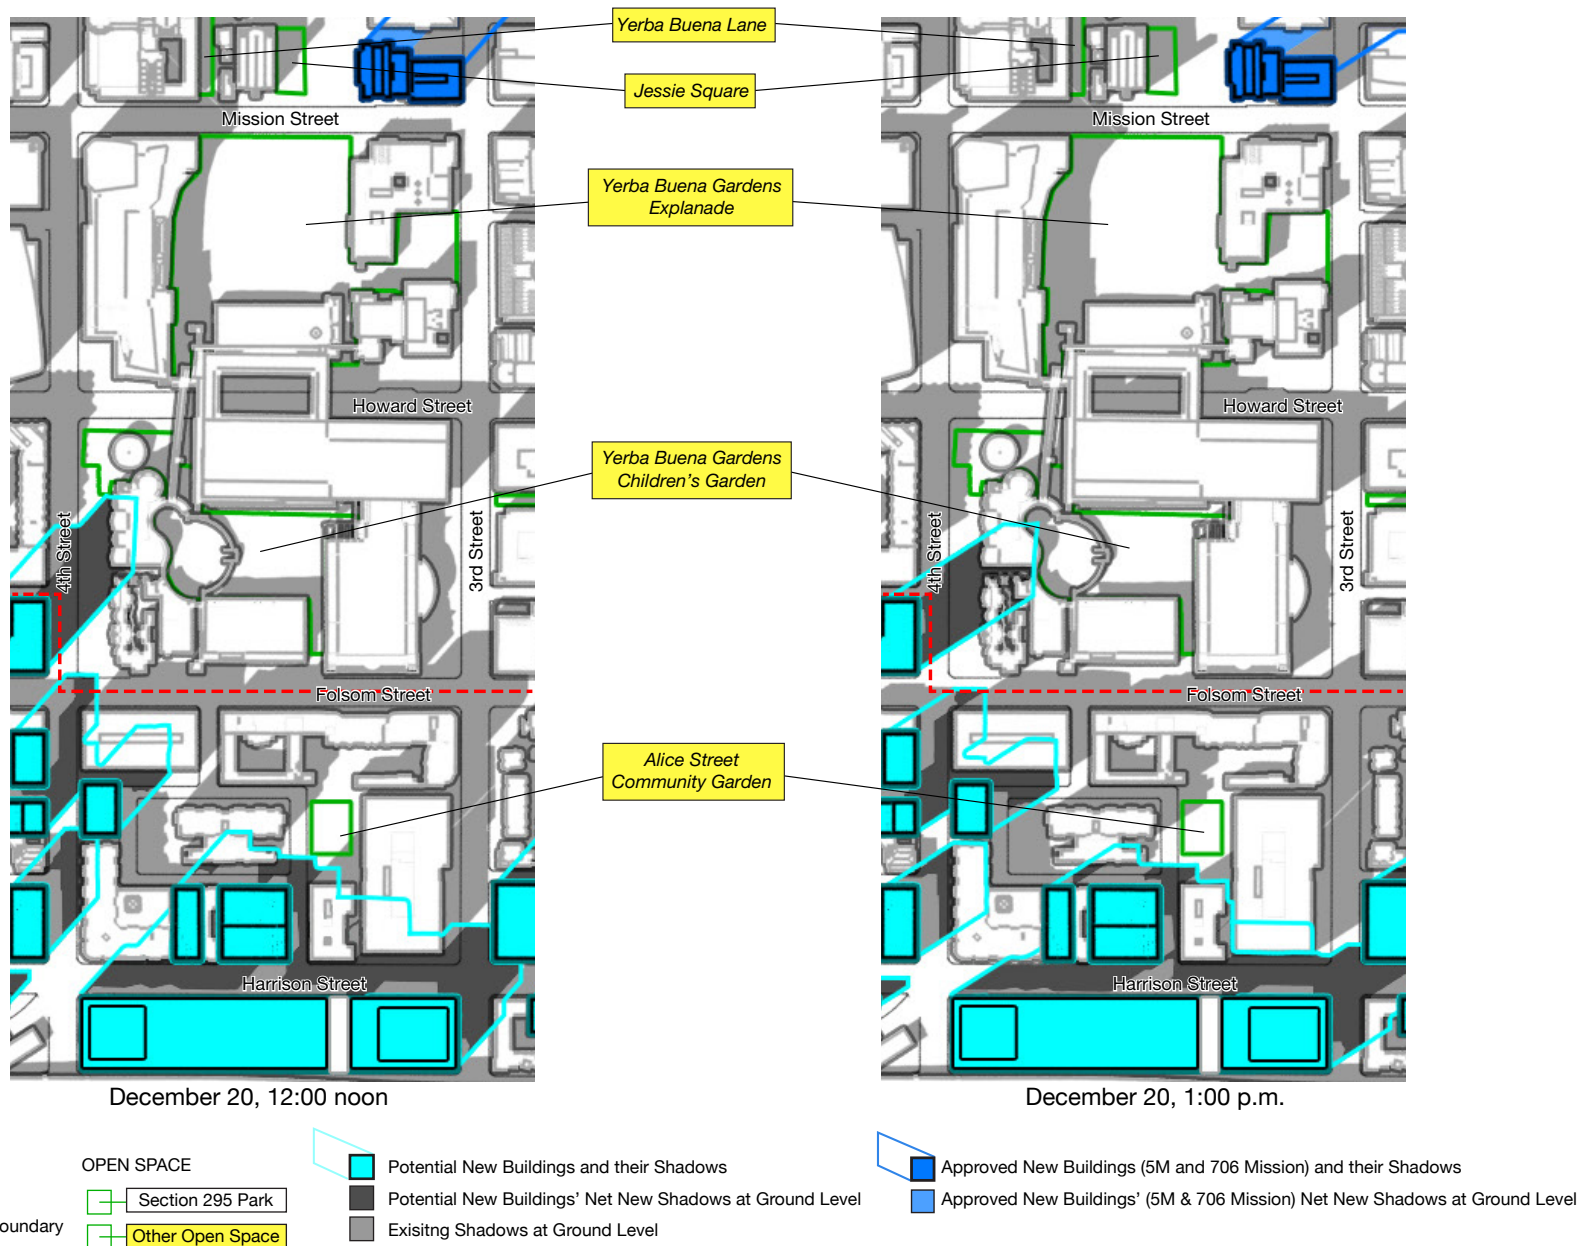 Yerba Buena Lane
Jessie Square
Mission Street
Mission Street
Yerba Buena Gardens
Explanade
Howard Street
Howard Street
Yerba Buena Gardens
Children's Garden
4th Street
3rd Street
4th Street
3rd Street
Folsom Street
Folsom Street
Alice Street
Community Garden
Harrison Street
Harrison Street
December 20, 12:00 noon
December 20, 1:00 p.m.
OPEN SPACE
Section 295 Park
oundary
Other Open Space
Potential New Buildings and their Shadows
Potential New Buildings' Net New Shadows at Ground Level
Exisitng Shadows at Ground Level
Approved New Buildings (5M and 706 Mission) and their Shadows
Approved New Buildings' (5M & 706 Mission) Net New Shadows at Ground Level